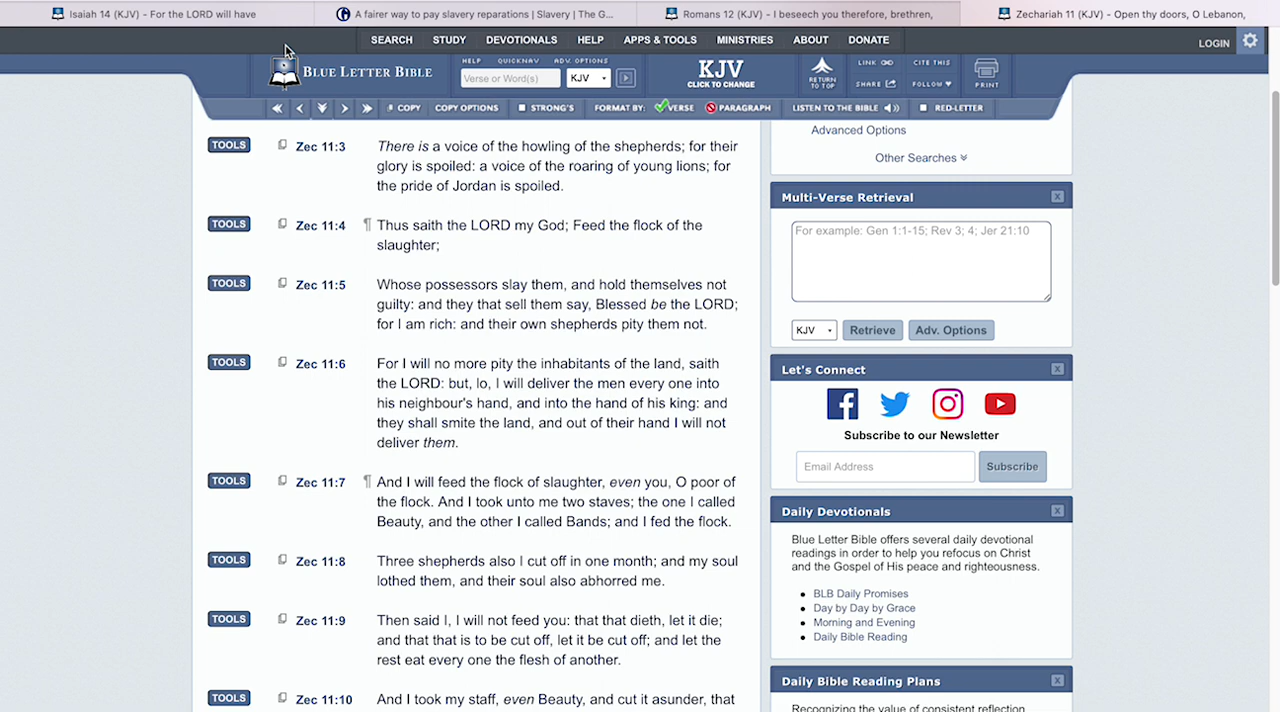 Isaiah 14 (KJV) - For the LORD will have
A fairer way to pay slavery reparations | Slavery | The G...
Romans 12 (KJV) - I beseech you therefore, brethren,
Zechariah 11 (KJV) - Open thy doors, O Lebanon,
SEARCH STUDY DEVOTIONALS HELP APPS & TOOLS MINISTRIES ABOUT DONATE
LOGIN
BLUE LETTER BIBLE
HELP QUICKNAV ADV. OPTIONS
Verse or Word(s) KJV
KJV
CLICK TO CHANGE
RETURN
TO TOP
LINK CITE THIS
SHARE FOLLOW
PRINT
COPY COPY OPTIONS STRONG'S FORMAT BY: VERSE PARAGRAPH LISTEN TO THE BIBLE RED-LETTER
TOOLS Zec 11:3 There is a voice of the howling of the shepherds; for their
glory is spoiled: a voice of the roaring of young lions; for
the pride of Jordan is spoiled.
TOOLS Zec 11:4 ¶ Thus saith the LORD my God; Feed the flock of the
slaughter;
TOOLS Zec 11:5 Whose possessors slay them, and hold themselves not
guilty: and they that sell them say, Blessed be the LORD;
for I am rich: and their own shepherds pity them not.
TOOLS Zec 11:6 For I will no more pity the inhabitants of the land, saith
the LORD: but, lo, I will deliver the men every one into
his neighbour's hand, and into the hand of his king: and
they shall smite the land, and out of their hand I will not
deliver them.
TOOLS Zec 11:7 ¶ And I will feed the flock of slaughter, even you, O poor of
the flock. And I took unto me two staves; the one I called
Beauty, and the other I called Bands; and I fed the flock.
TOOLS Zec 11:8 Three shepherds also I cut off in one month; and my soul
lothed them, and their soul also abhorred me.
TOOLS Zec 11:9 Then said I, I will not feed you: that that dieth, let it die;
and that that is to be cut off, let it be cut off; and let the
rest eat every one the flesh of another.
TOOLS Zec 11:10 And I took my staff, even Beauty, and cut it asunder, that
Advanced Options
Other Searches
Multi-Verse Retrieval
For example: Gen 1:1-15; Rev 3; 4; Jer 21:10
KJV Retrieve Adv. Options
Let's Connect
Subscribe to our Newsletter
Email Address Subscribe
Daily Devotionals
Blue Letter Bible offers several daily devotional
readings in order to help you refocus on Christ
and the Gospel of His peace and righteousness.
• BLB Daily Promises
• Day by Day by Grace
• Morning and Evening
• Daily Bible Reading
Daily Bible Reading Plans
Recognizing the value of consistent reflection